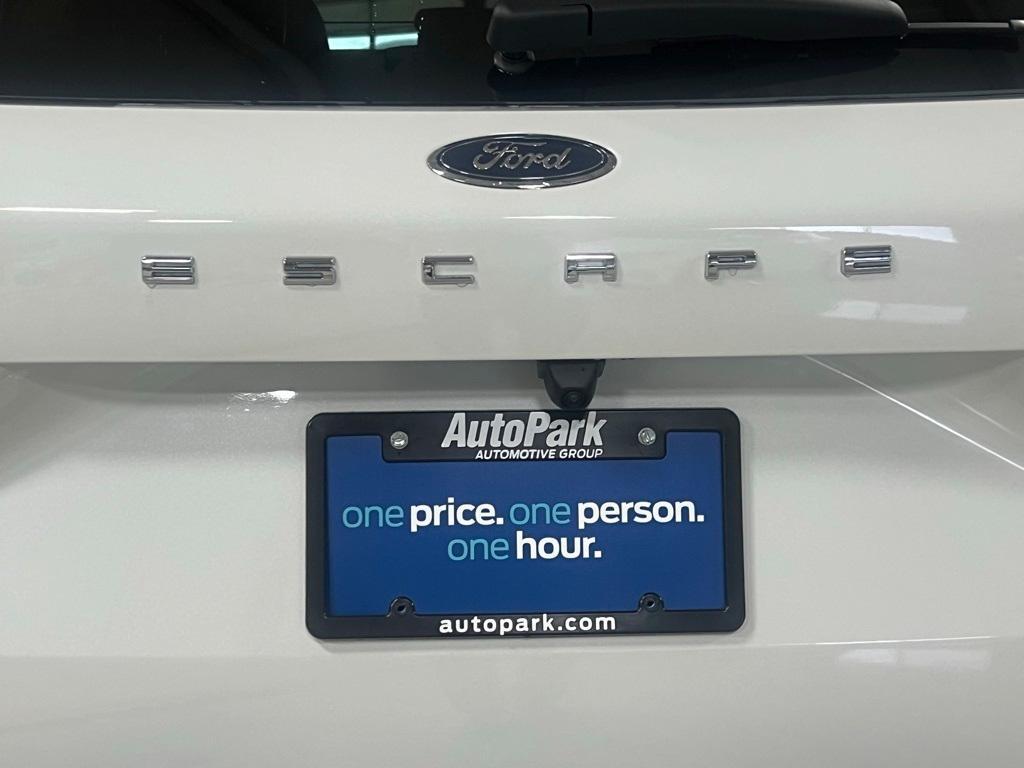 Ford
ESCAPE
AutoPark
AUTOMOTIVE GROUP
one price. one person.
one hour.
autopark.com